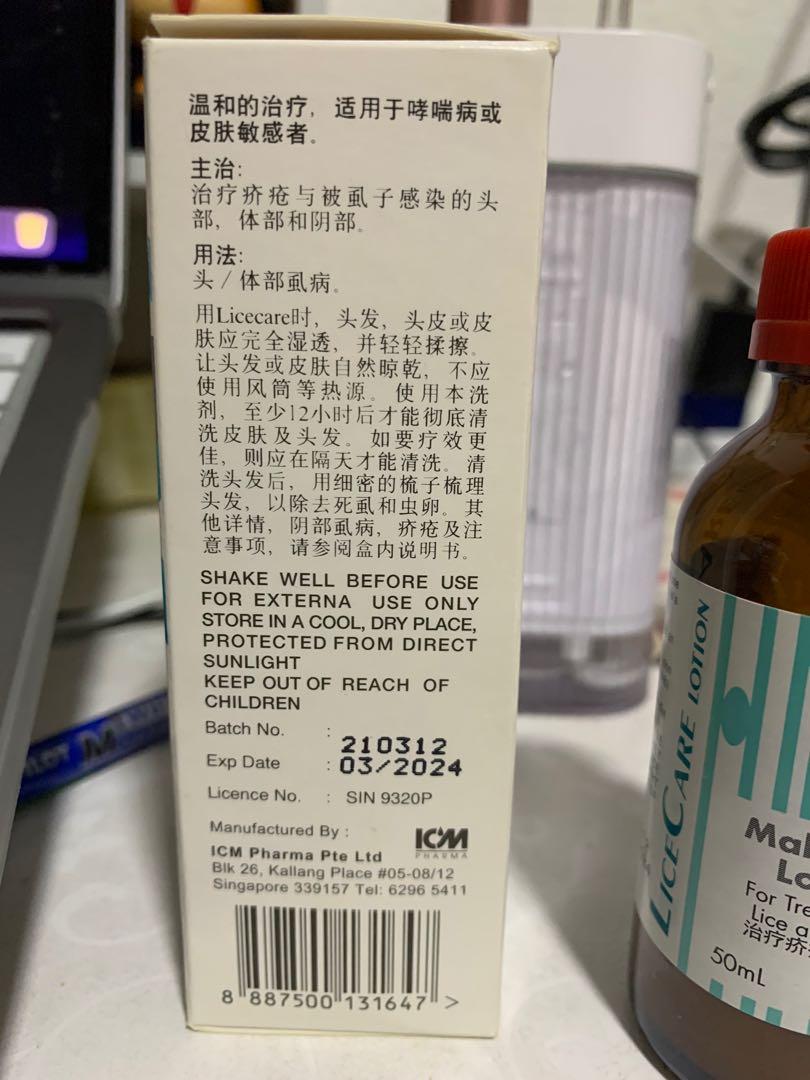 温和的治疗，适用于哮喘病或
皮肤敏感者。
主治:
治疗疥疮与被虱子感染的头
部，体部和阴部。
用法:
头/体部虱病。
用Licecare时，头发，头皮或皮
肤应完全湿透，并轻轻揉擦。
让头发或皮肤自然晾乾，不应
使用风筒等热源。使用本洗
剂，至少12小时后才能彻底清
洗皮肤及头发。如要疗效更
佳，则应在隔天才能清洗。清
洗头发后，用细密的梳子梳理
头发，以除去死虱和虫卵。其
他详情，阴部虱病，疥疮及注
意事项，请参阅盒内说明书。
SHAKE WELL BEFORE USE
FOR EXTERNA USE ONLY
STORE IN A COOL, DRY PLACE,
PROTECTED FROM DIRECT
SUNLIGHT
KEEP OUT OF REACH OF
CHILDREN
Batch No. : 210312
Exp Date : 03/2024
Licence No. : SIN 9320P
Manufactured By :
ICM PHARMA
ICM Pharma Pte Ltd
Blk 26, Kallang Place #05-08/12
Singapore 339157 Tel: 6296 5411
8 887500 131647 >
LICECARE LOTION
Mal
Lo
For Tre
Lice a
治疗疥
50mL
M